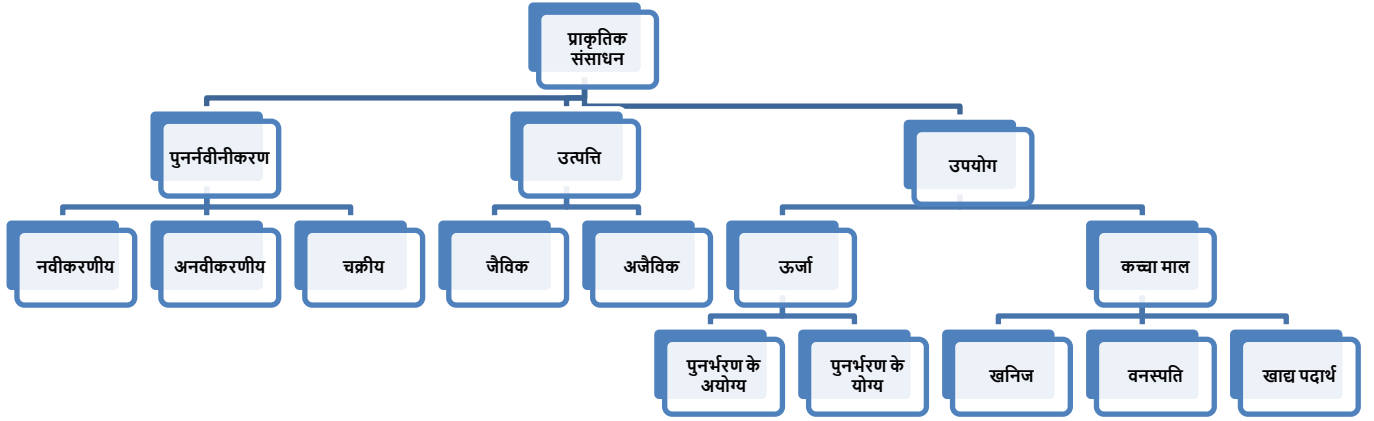 प्राकृतिक
संसाधन
पुनर्नवीनीकरण
उत्पत्ति
उपयोग
नवीकरणीय
अनवीकरणीय
चक्रीय
जैविक
अजैविक
ऊर्जा
कच्चा माल
पुनर्भरण के
अयोग्य
पुनर्भरण के
योग्य
खनिज
वनस्पति
खाद्य पदार्थ